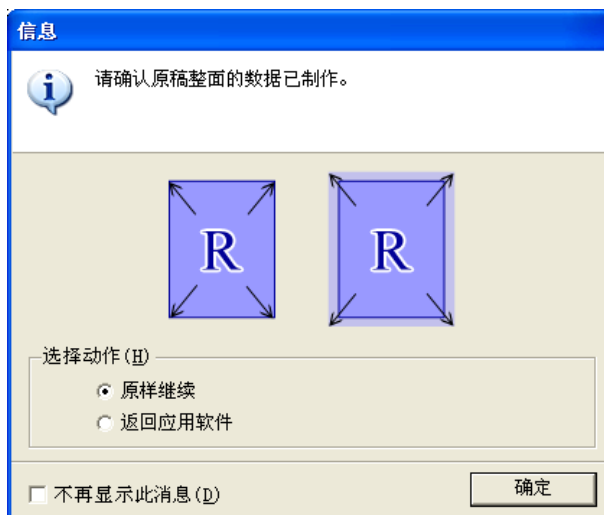 信息
请确认原稿整面的数据已制作。
R
R
选择动作(H)
原样继续
返回应用软件
不再显示此消息(D)
确定